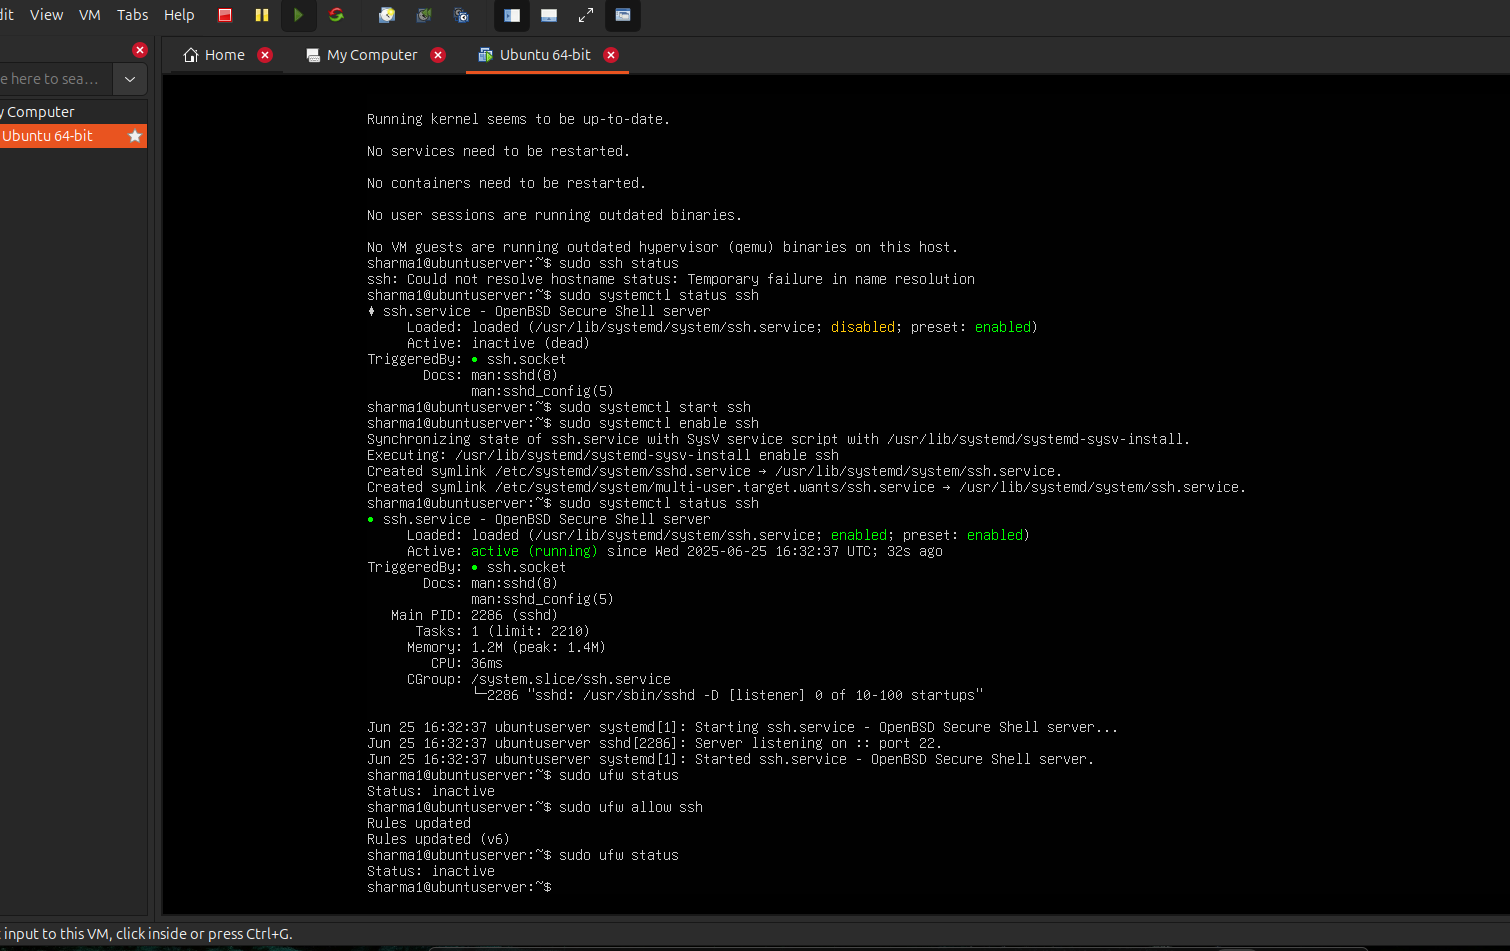 dit View VM Tabs Help
Home My Computer Ubuntu 64-bit
e here to sea...
y Computer
Ubuntu 64-bit
Running kernel seems to be up-to-date.
No services need to be restarted.
No containers need to be restarted.
No user sessions are running outdated binaries.
No VM guests are running outdated hypervisor (qemu) binaries on this host.
sharma1@ubuntuserver:~$ sudo ssh status
ssh: Could not resolve hostname status: Temporary failure in name resolution
sharma1@ubuntuserver:~$ sudo systemctl status ssh
♦ ssh.service - OpenBSD Secure Shell server
Loaded: loaded (/usr/lib/systemd/system/ssh.service; disabled; preset: enabled)
Active: inactive (dead)
TriggeredBy: ● ssh.socket
Docs: man:sshd(8)
man:sshd_config(5)
sharma1@ubuntuserver:~$ sudo systemctl start ssh
sharma1@ubuntuserver:~$ sudo systemctl enable ssh
Synchronizing state of ssh.service with SysV service script with /usr/lib/systemd/systemd-sysv-install.
Executing: /usr/lib/systemd/systemd-sysv-install enable ssh
Created symlink /etc/systemd/system/sshd.service → /usr/lib/systemd/system/ssh.service.
Created symlink /etc/systemd/system/multi-user.target.wants/ssh.service → /usr/lib/systemd/system/ssh.service.
sharma1@ubuntuserver:~$ sudo systemctl status ssh
● ssh.service - OpenBSD Secure Shell server
Loaded: loaded (/usr/lib/systemd/system/ssh.service; enabled; preset: enabled)
Active: active (running) since Wed 2025-06-25 16:32:37 UTC; 32s ago
TriggeredBy: ● ssh.socket
Docs: man:sshd(8)
man:sshd_config(5)
Main PID: 2286 (sshd)
Tasks: 1 (limit: 2210)
Memory: 1.2M (peak: 1.4M)
CPU: 36ms
CGroup: /system.slice/ssh.service
└─2286 "sshd: /usr/sbin/sshd -D [listener] 0 of 10-100 startups"
Jun 25 16:32:37 ubuntuserver systemd[1]: Starting ssh.service - OpenBSD Secure Shell server...
Jun 25 16:32:37 ubuntuserver sshd[2286]: Server listening on :: port 22.
Jun 25 16:32:37 ubuntuserver systemd[1]: Started ssh.service - OpenBSD Secure Shell server.
sharma1@ubuntuserver:~$ sudo ufw status
Status: inactive
sharma1@ubuntuserver:~$ sudo ufw allow ssh
Rules updated
Rules updated (v6)
sharma1@ubuntuserver:~$ sudo ufw status
Status: inactive
sharma1@ubuntuserver:~$
input to this VM, click inside or press Ctrl+G.